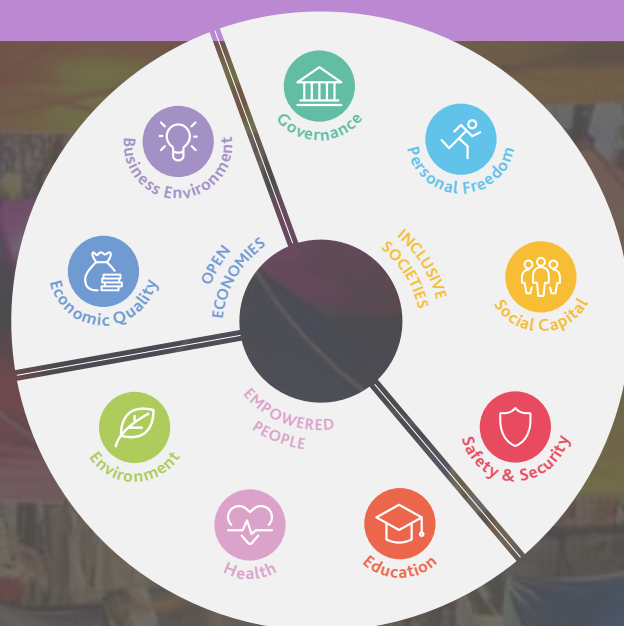 Governance
Personal Freedom
Business Environment
INCLUSIVE
SOCIETIES
OPEN
ECONOMIES
Social Capital
Economic Quality
EMPOWERED
PEOPLE
Safety & Security
Environment
Health
Education